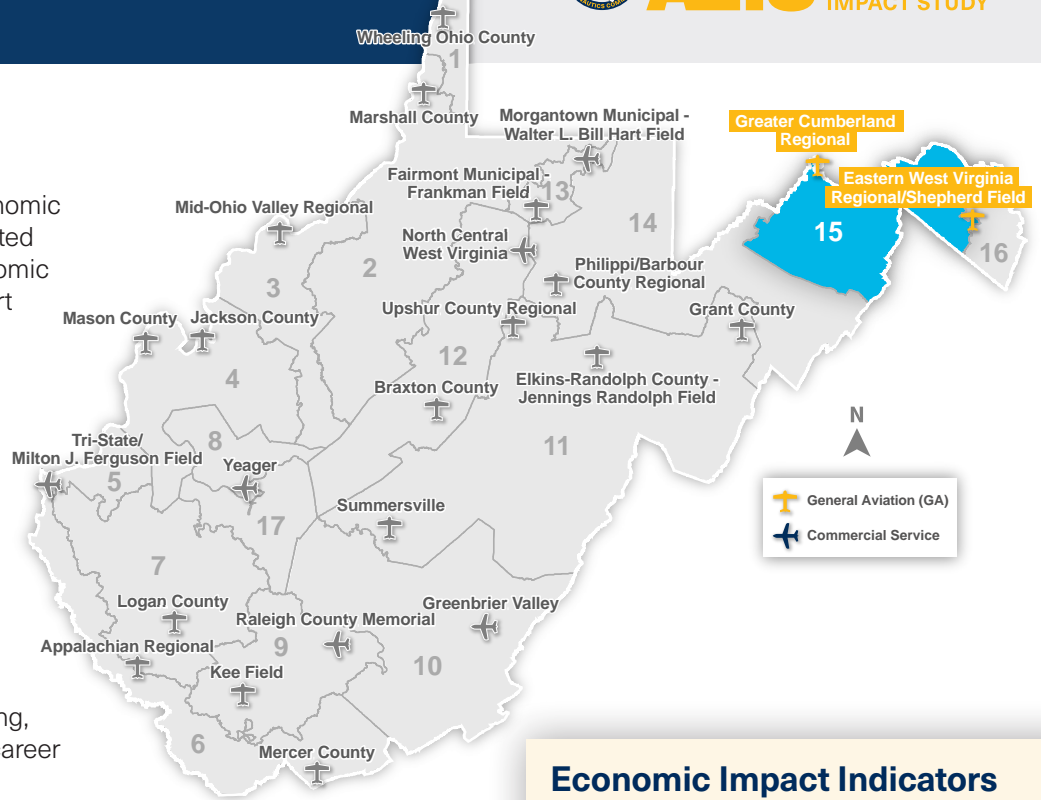 NAUTICS COM
IMPACT STUDY
Wheeling Ohio County
1
Marshall County
Morgantown Municipal -
Walter L. Bill Hart Field
Greater Cumberland
Regional
Fairmont Municipal -
Frankman Field
13
Eastern West Virginia
Regional/Shepherd Field
nomic
ted
omic
rt
Mid-Ohio Valley Regional
14
15
16
North Central
West Virginia
2
3
Philippi/Barbour
County Regional
Mason County
Jackson County
Upshur County Regional
Grant County
12
4
Braxton County
Elkins-Randolph County -
Jennings Randolph Field
N
8
11
Tri-State/
Milton J. Ferguson Field
Yeager
5
General Aviation (GA)
Commercial Service
Summersville
17
7
Logan County
Greenbrier Valley
Raleigh County Memorial
Appalachian Regional
9
10
Kee Field
ng,
career
6
Mercer County
Economic Impact Indicators